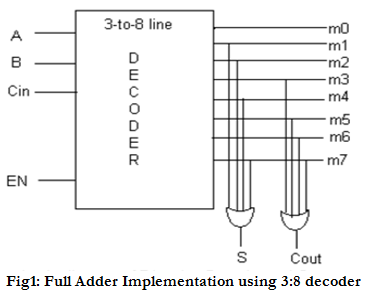 3-to-8 line
DECODER
A
B
Cin
EN
m0
m1
m2
m3
m4
m5
m6
m7
S
Cout
Fig1: Full Adder Implementation using 3:8 decoder